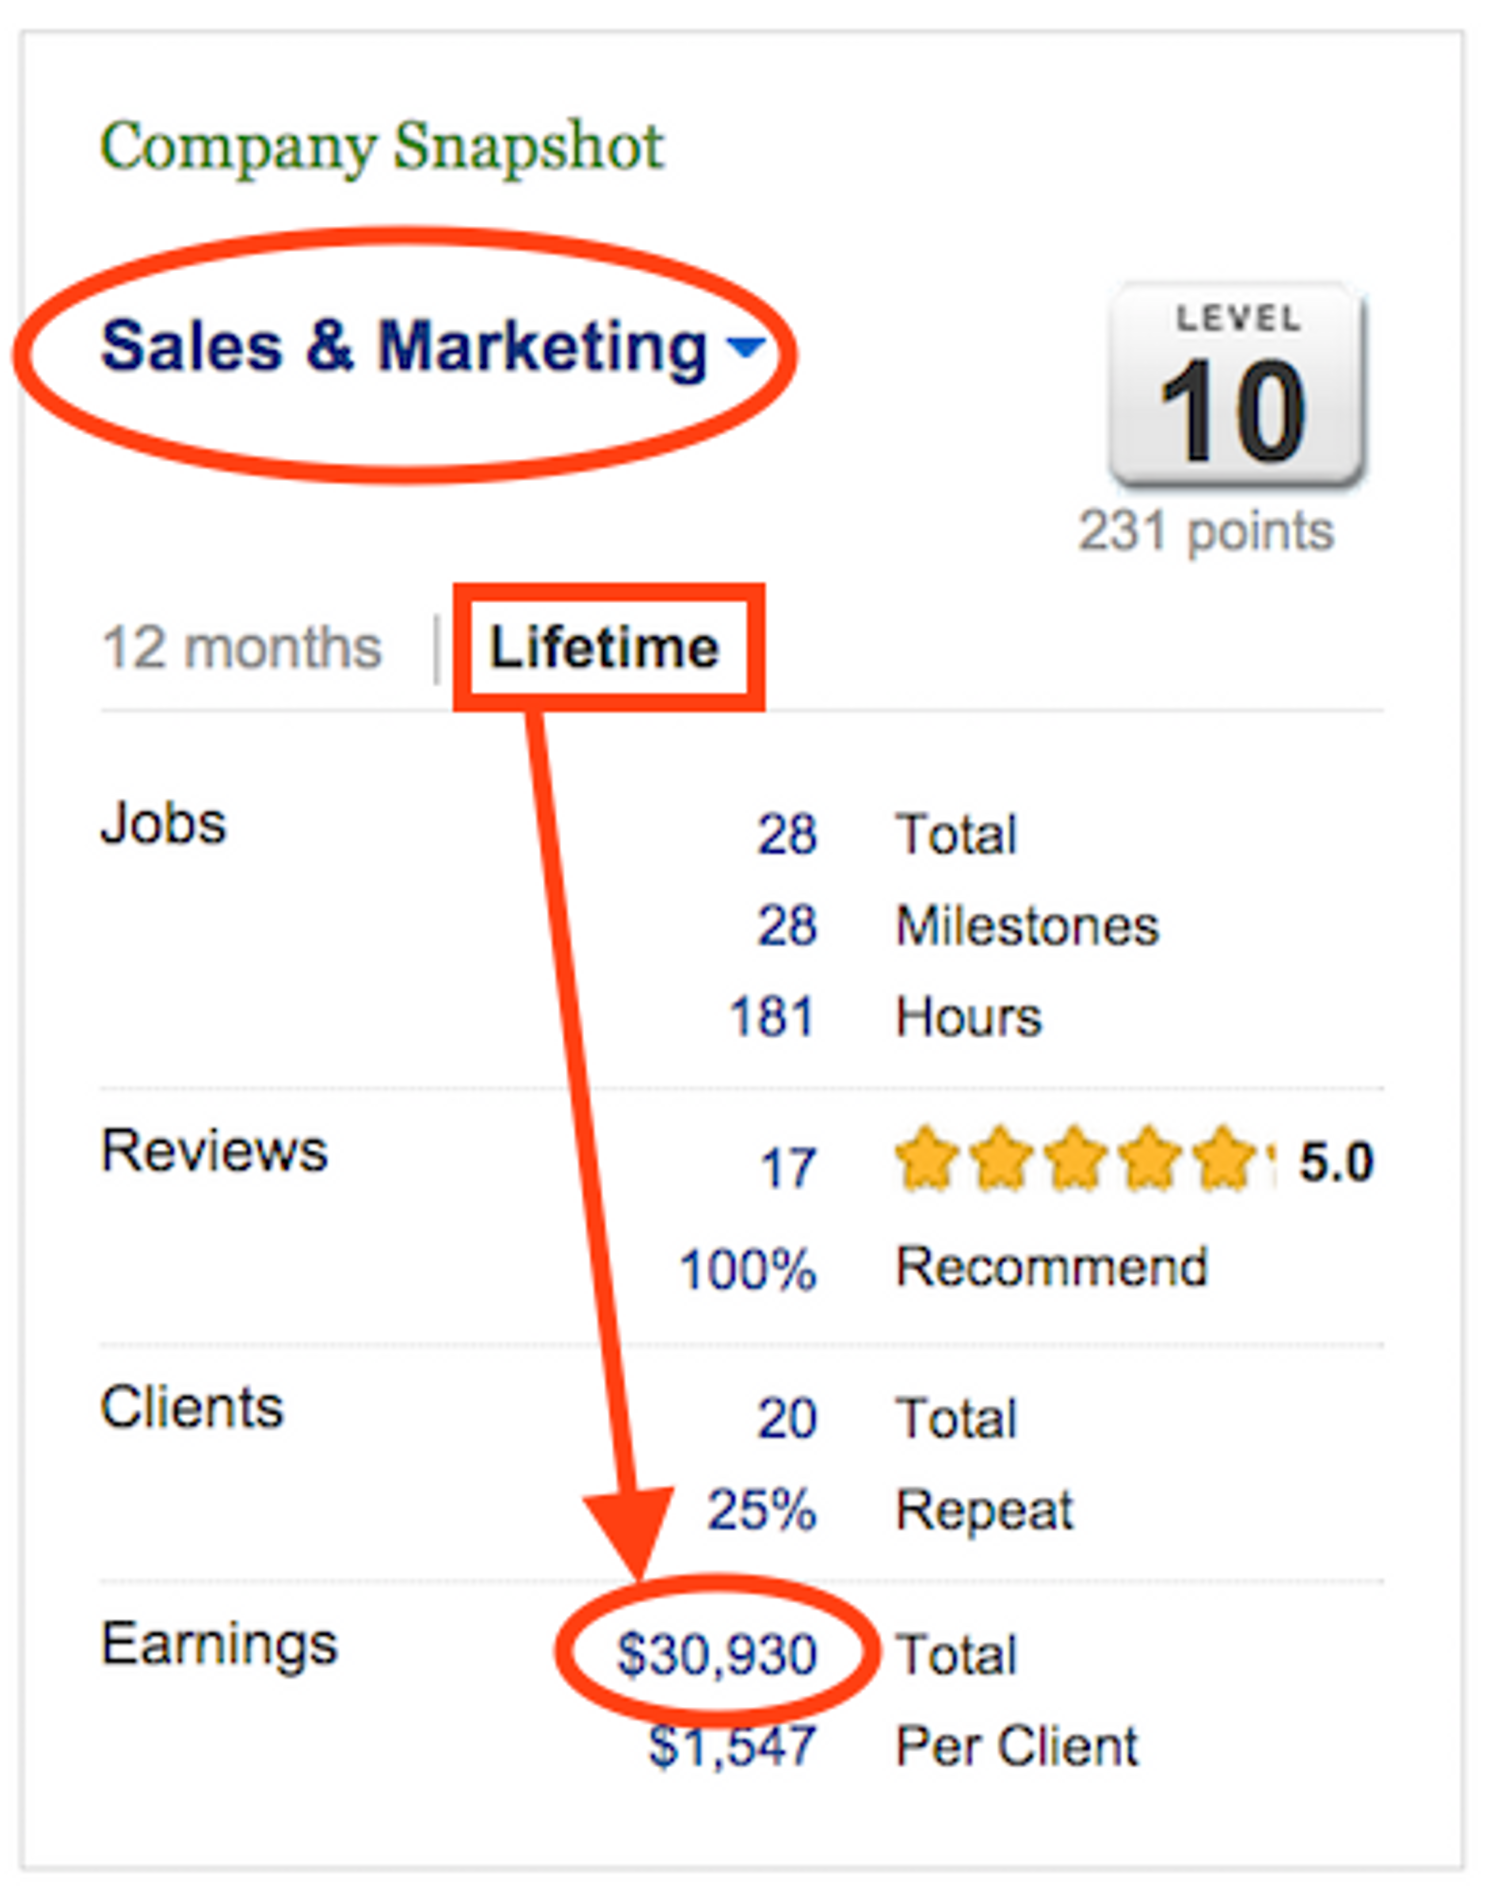 Company Snapshot
Sales & Marketing
LEVEL
10
231 points
12 months | Lifetime
Jobs 28 Total
28 Milestones
181 Hours
Reviews 17 5.0
100% Recommend
Clients 20 Total
25% Repeat
Earnings $30,930 Total
$1,547 Per Client